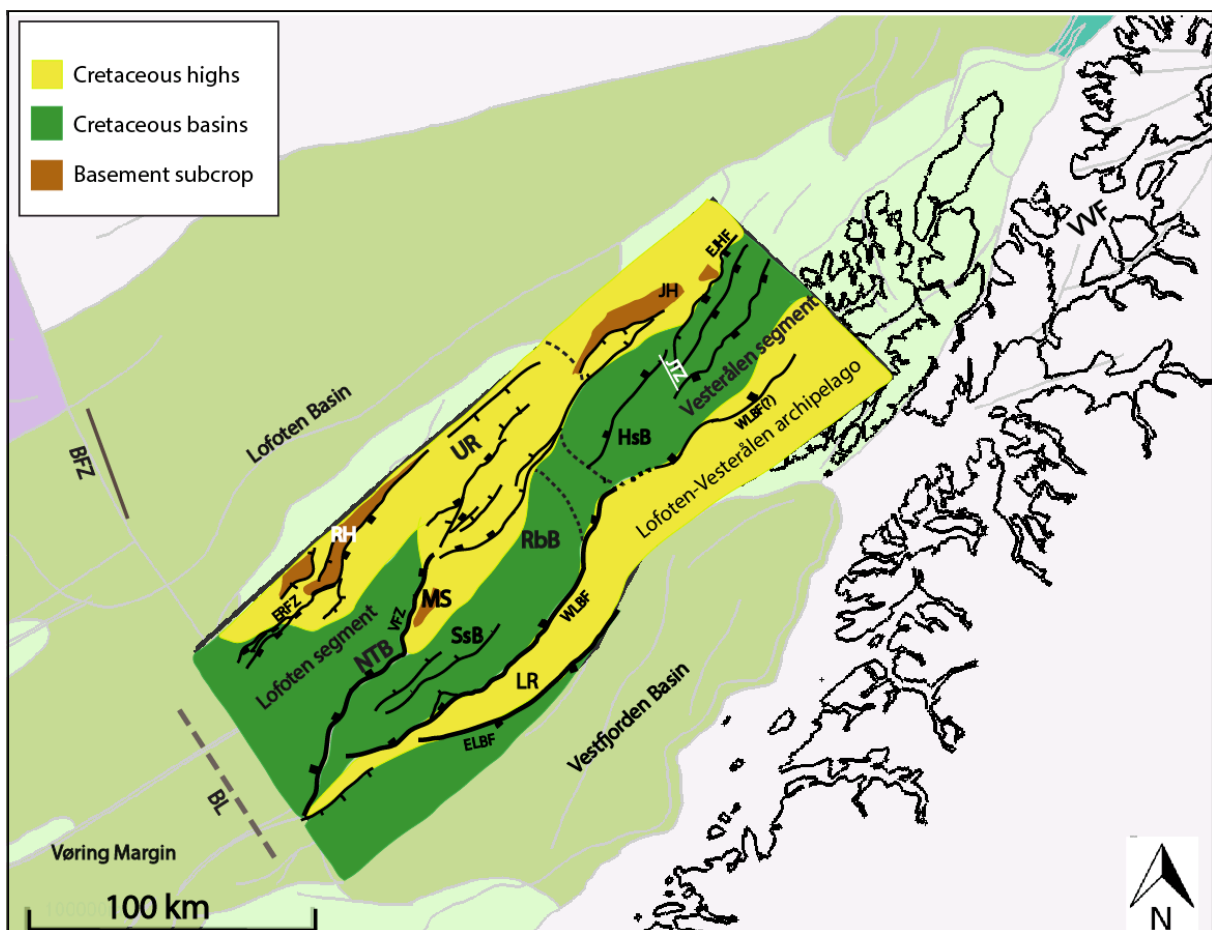 Cretaceous highs
Cretaceous basins
Basement subcrop
VVF
EJHF
JH
JTZ
Vesterålen segment
WLBF(?)
Lofoten-Vesterålen archipelago
HsB
Lofoten Basin
UR
BFZ
RH
RbB
ERFZ
MS
VFZ
WLBF
SsB
Lofoten segment
NTB
LR
ELBF
Vestfjorden Basin
BL
Vøring Margin
100 km
N